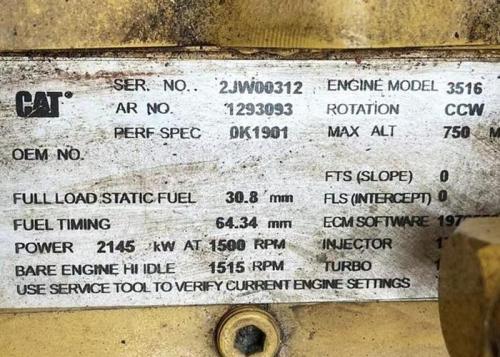 CAT
SER. NO.. 2JW00312 ENGINE MODEL 3516
AR NO. 1293093 ROTATION CCW
PERF SPEC 0K1901 MAX ALT 750 M
OEM NO.
FTS (SLOPE) 0
FULL LOAD STATIC FUEL 30.8 mm FLS (INTERCEPT) 0
FUEL TIMING 64.34 mm ECM SOFTWARE
POWER 2145 kW AT 1500 RPM INJECTOR
BARE ENGINE HI IDLE 1515 RPM TURBO
USE SERVICE TOOL TO VERIFY CURRENT ENGINE SETTINGS